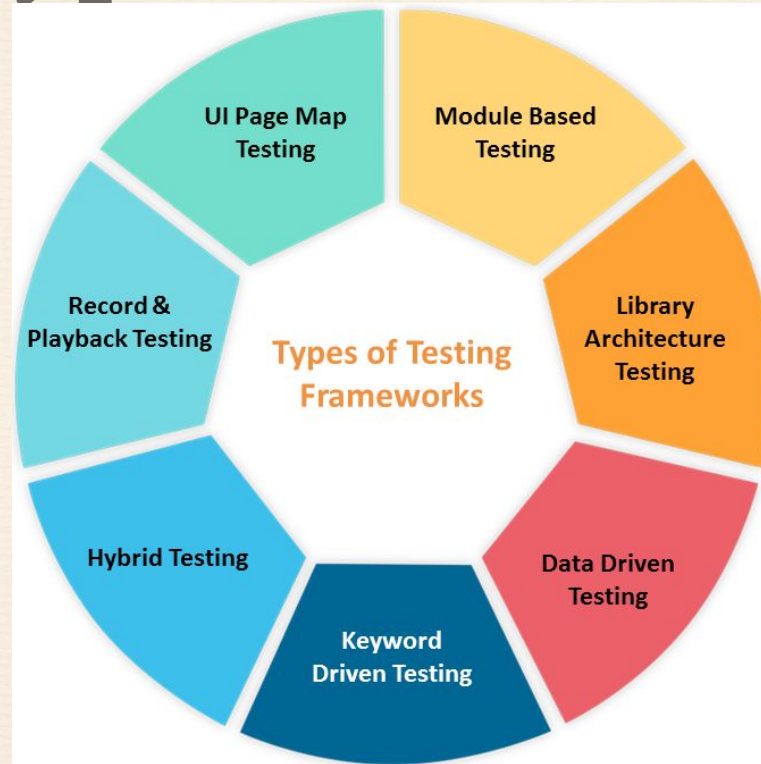 UI Page Map
Testing
Module Based
Testing
Library
Architecture
Testing
Data Driven
Testing
Keyword
Driven Testing
Hybrid Testing
Record &
Playback Testing
Types of Testing
Frameworks